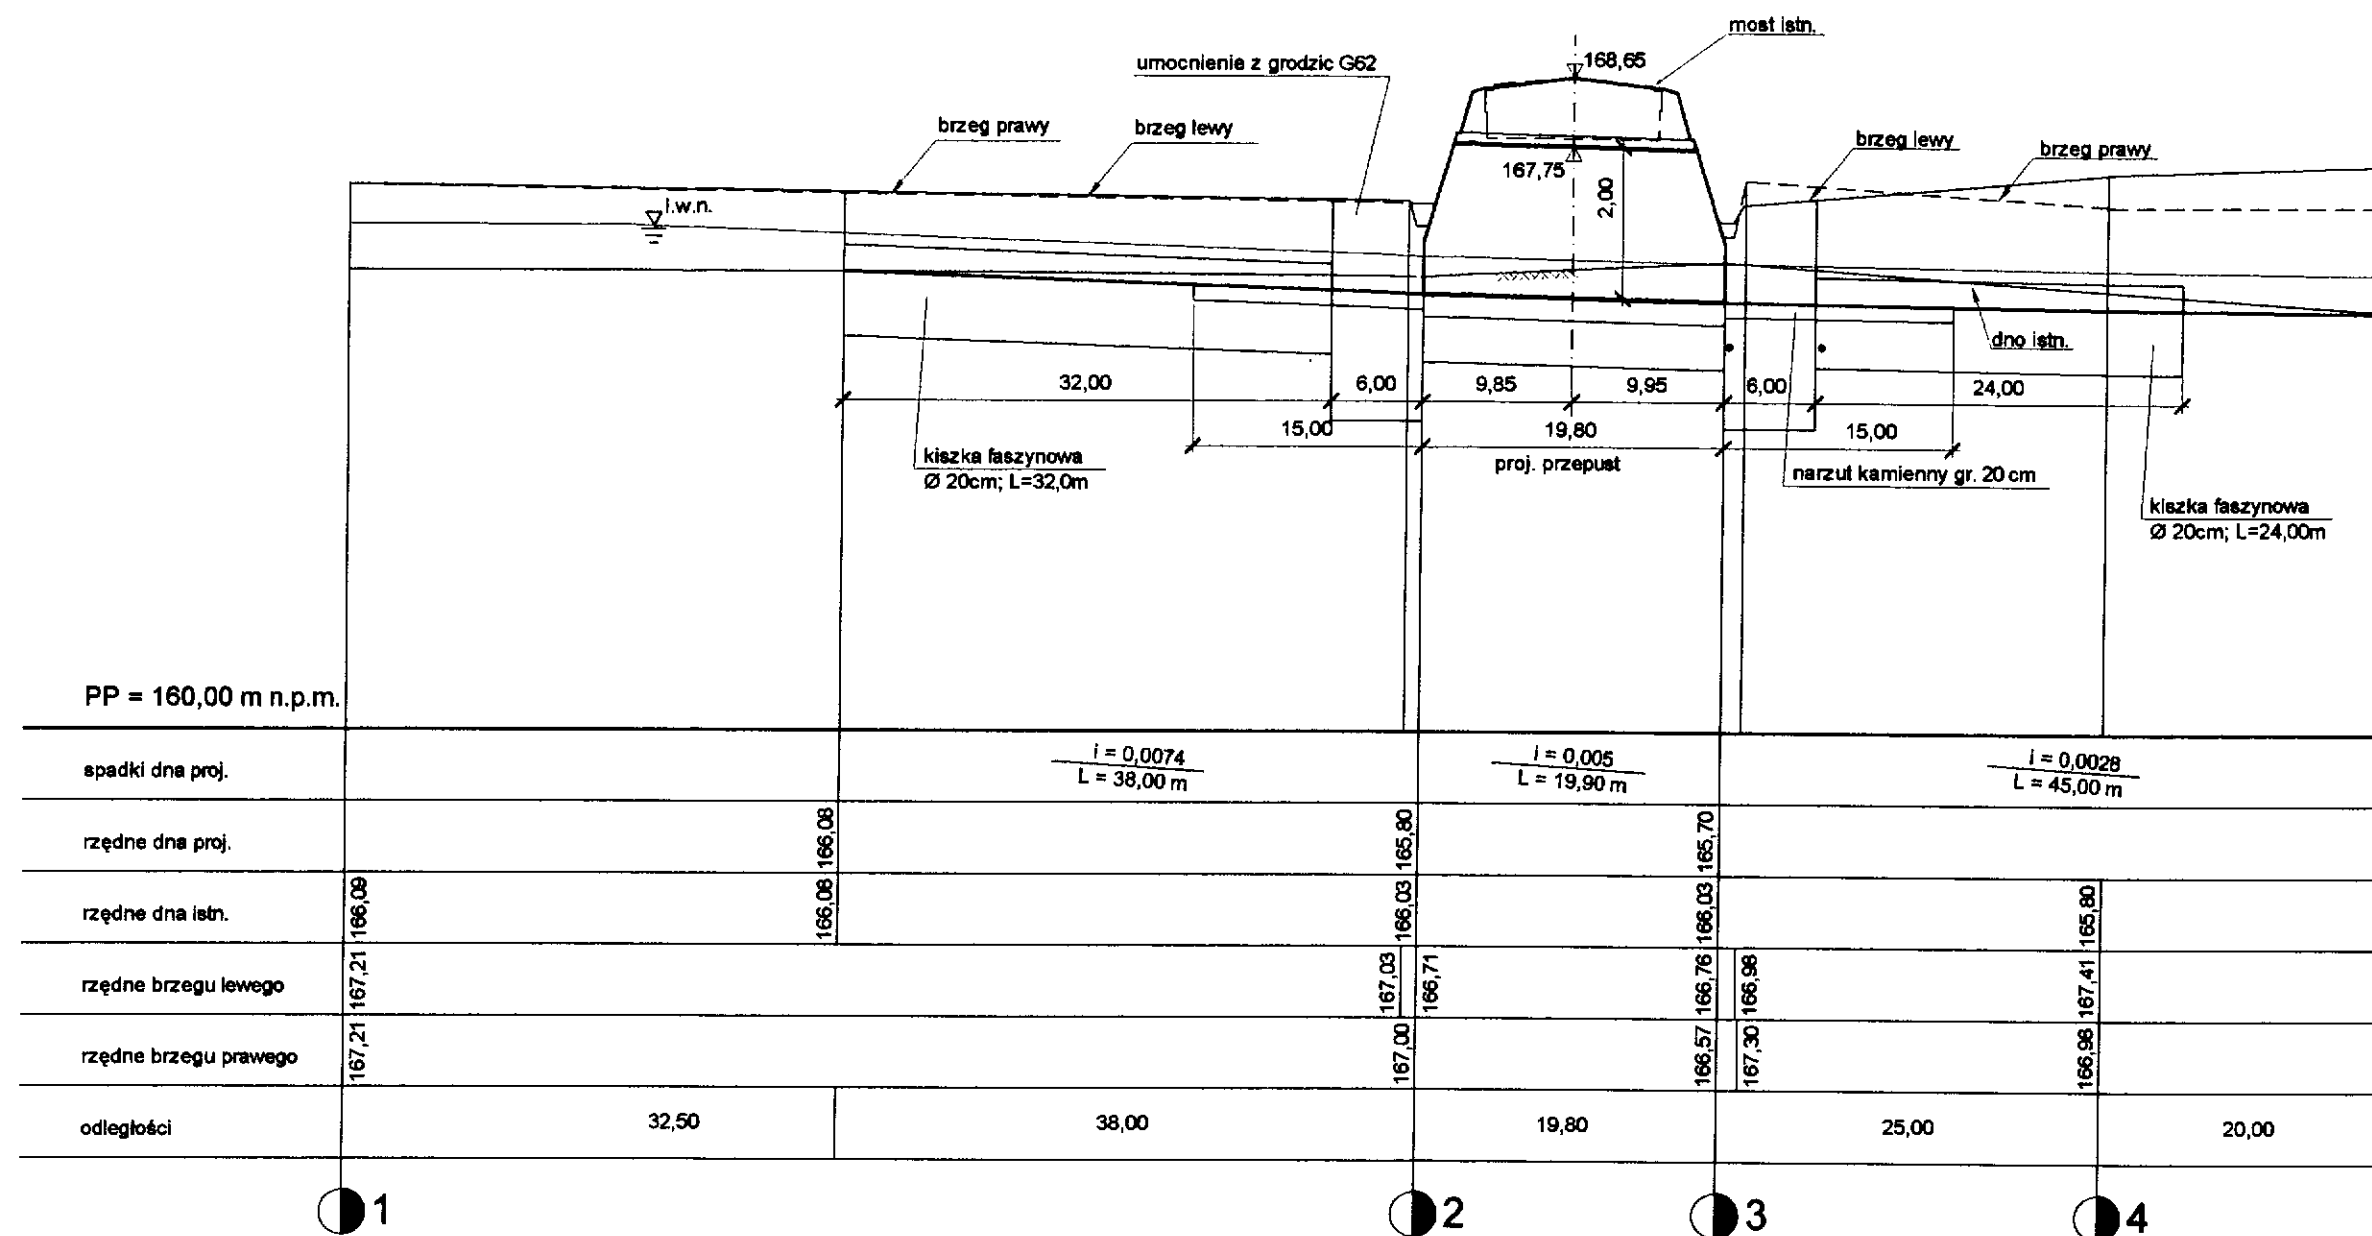 most istn.
168,65
umocnienie z grodzic G62
brzeg prawy
brzeg lewy
brzeg lewy
brzeg prawy
167,75
2,00
l.w.n.
dno istn.
32,00
6,00
9,85
9,95
6,00
24,00
15,00
19,80
15,00
kiszka faszynowa
Ø 20cm; L=32,0m
proj. przepust
narzut kamienny gr. 20 cm
kiszka faszynowa
Ø 20cm; L=24,00m
PP = 160,00 m n.p.m.
spadki dna proj.
i = 0,0074
L = 38,00 m
i = 0,005
L = 19,90 m
i = 0,0028
L = 45,00 m
rzędne dna proj.
166,08
165,80
165,70
rzędne dna istn.
166,09
166,08
166,03
166,03
165,80
rzędne brzegu lewego
167,21
167,03
166,71
166,76
166,98
167,41
rzędne brzegu prawego
167,21
167,00
166,57
167,30
166,98
odległości
32,50
38,00
19,80
25,00
20,00
1
2
3
4